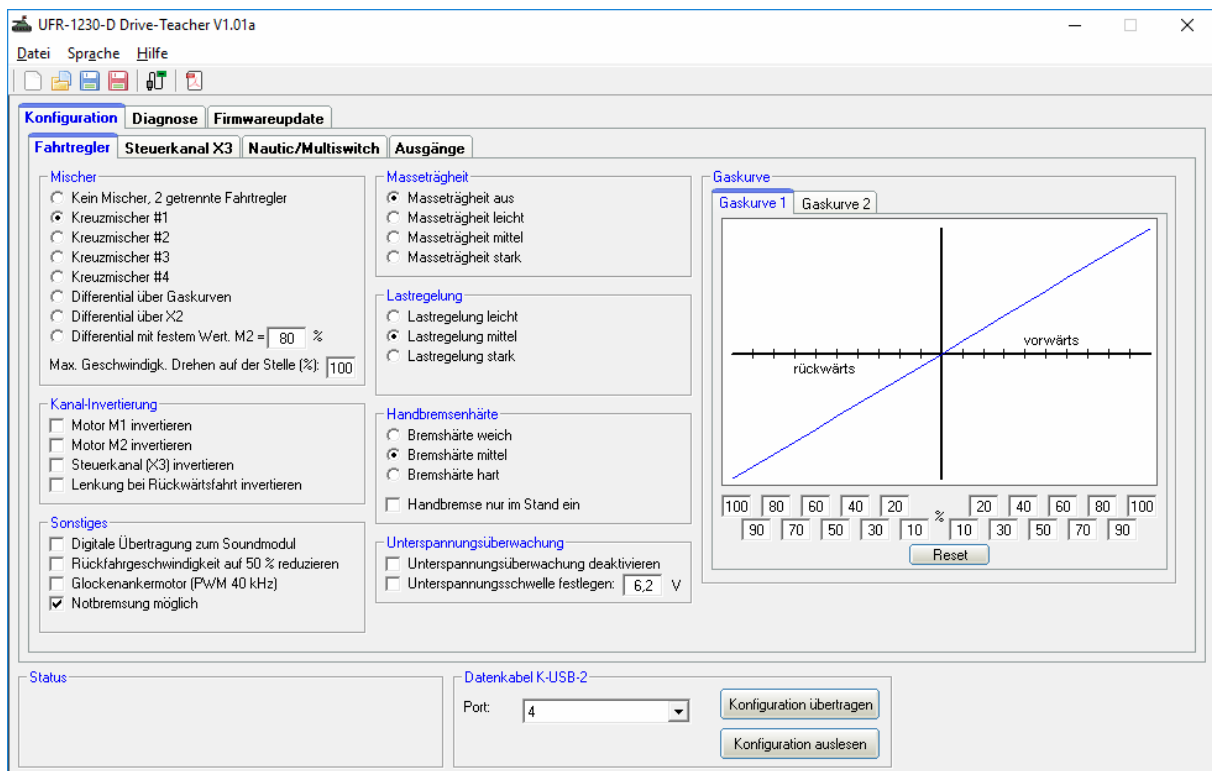 UFR-1230-D Drive-Teacher V1.01a
Datei Sprache Hilfe
Konfiguration Diagnose Firmwareupdate
Fahrtregler Steuerkanal X3 Nautic/Multiswitch Ausgänge
Mischer
Kein Mischer, 2 getrennte Fahrtregler
Kreuzmischer #1
Kreuzmischer #2
Kreuzmischer #3
Kreuzmischer #4
Differential über Gaskurven
Differential über X2
Differential mit festem Wert. M2 = 80 %
Max. Geschwindigk. Drehen auf der Stelle (%): 100
Kanal-Invertierung
Motor M1 invertieren
Motor M2 invertieren
Steuerkanal (X3) invertieren
Lenkung bei Rückwärtsfahrt invertieren
Sonstiges
Digitale Übertragung zum Soundmodul
Rückfahrgeschwindigkeit auf 50 % reduzieren
Glockenankermotor (PWM 40 kHz)
Notbremsung möglich
Masseträgheit
Masseträgheit aus
Masseträgheit leicht
Masseträgheit mittel
Masseträgheit stark
Lastregelung
Lastregelung leicht
Lastregelung mittel
Lastregelung stark
Handbremsenhärte
Bremshärte weich
Bremshärte mittel
Bremshärte hart
Handbremse nur im Stand ein
Unterspannungsüberwachung
Unterspannungsüberwachung deaktivieren
Unterspannungsschwelle festlegen: 6,2 V
Gaskurve
Gaskurve 1 Gaskurve 2
vorwärts
rückwärts
100 80 60 40 20 % 20 40 60 80 100
90 70 50 30 10 10 30 50 70 90
Reset
Status
Datenkabel K-USB-2
Port: 4
Konfiguration übertragen
Konfiguration auslesen